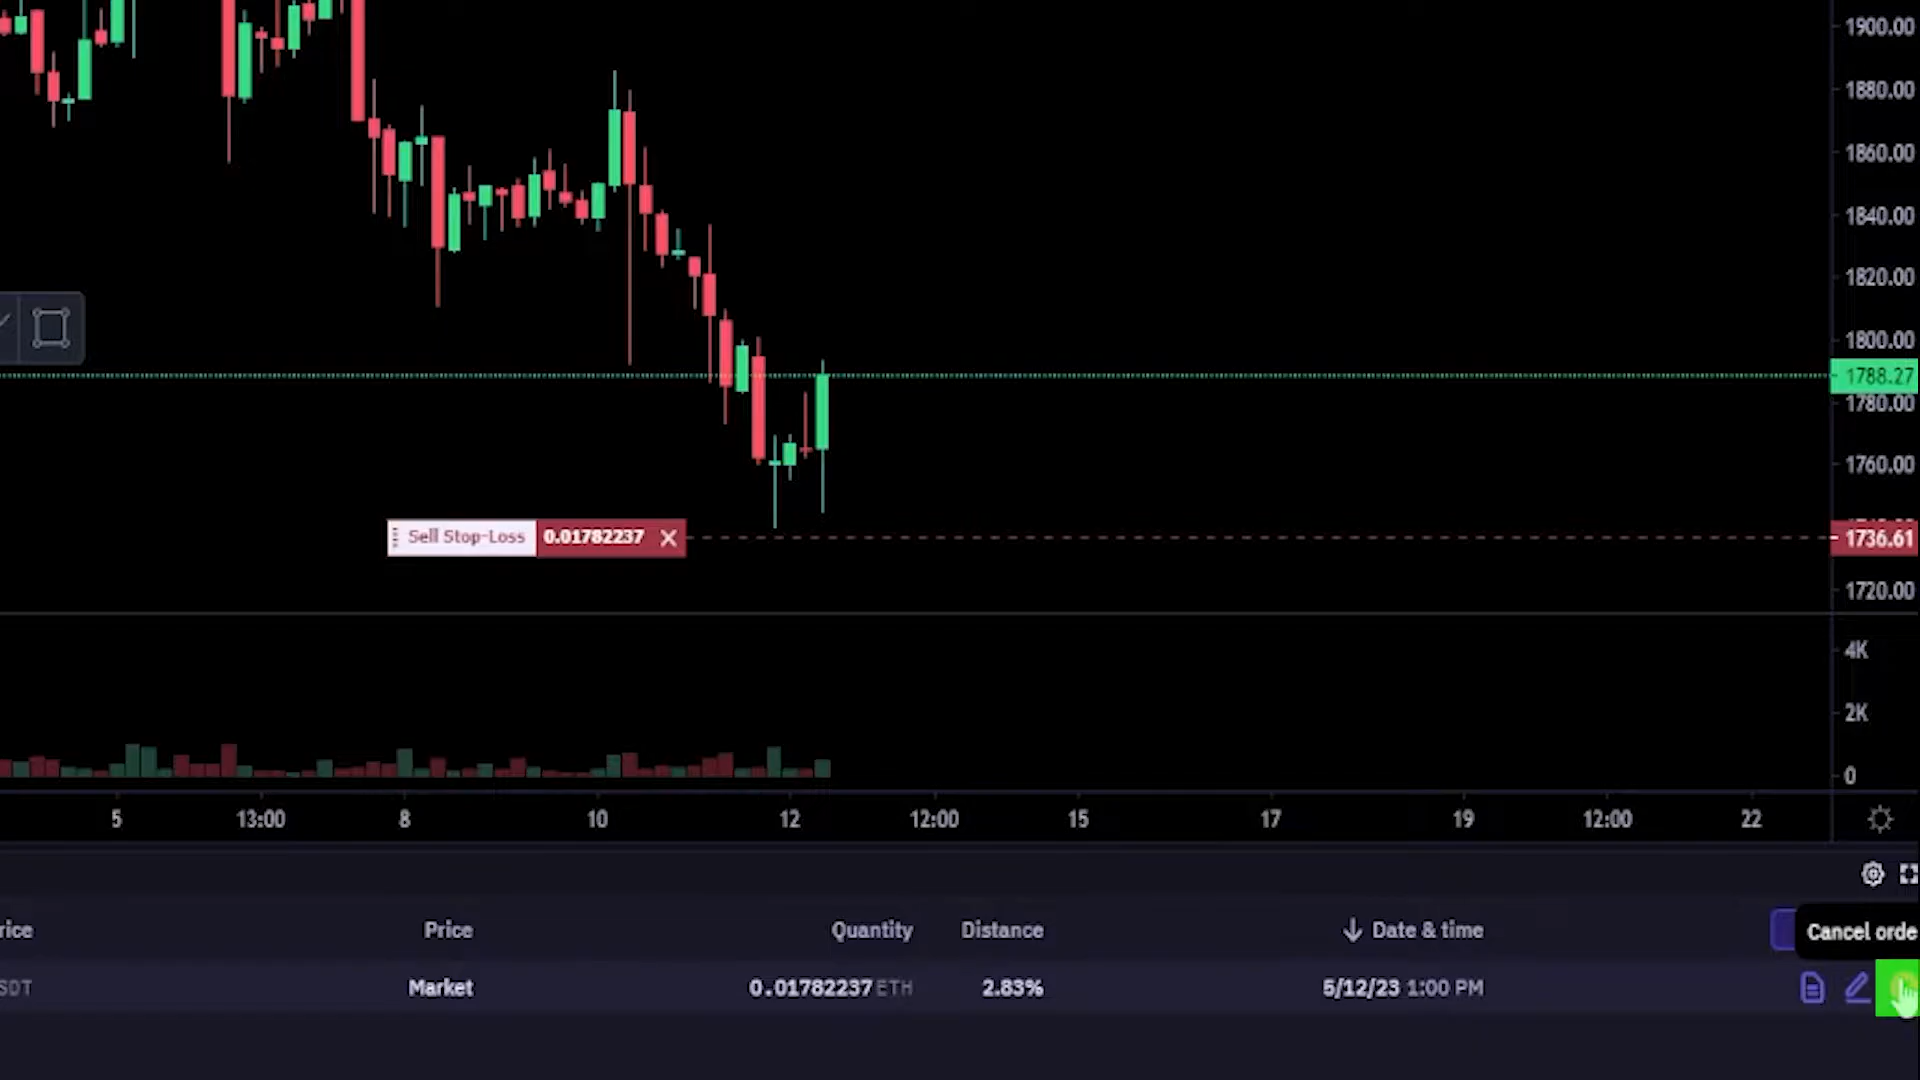 1900.00
1880.00
1860.00
1840.00
1820.00
1800.00
1788.27
1780.00
1760.00
Sell Stop-Loss 0.01782237
1736.61
1720.00
4K
2K
0
5 13:00 8 10 12 12:00 15 17 19 12:00 22
rice Price Quantity Distance Date & time Cancel orde
SDT Market 0.01782237 ETH 2.83% 5/12/23 1:00 PM